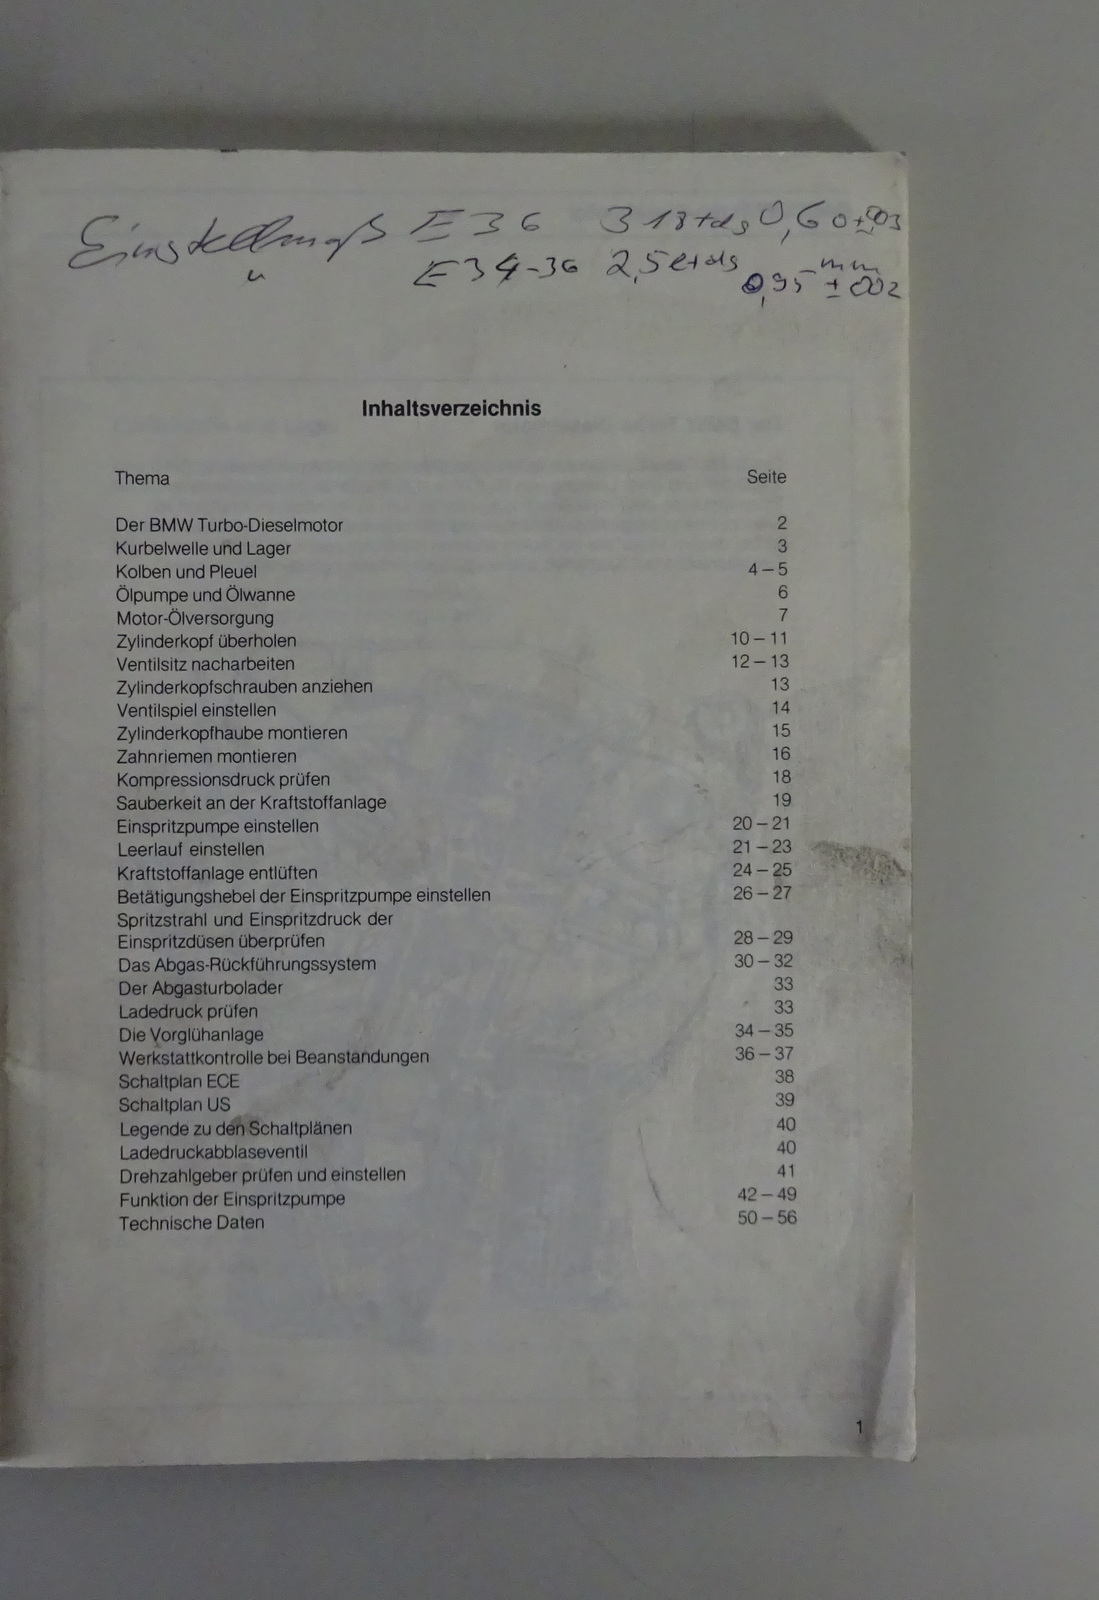 Einstellmaß E36 318tds 0,60±003
" E34-36 2,5etds mm
0,95 ±002
Inhaltsverzeichnis
Thema Seite
Der BMW Turbo-Dieselmotor 2
Kurbelwelle und Lager 3
Kolben und Pleuel 4–5
Ölpumpe und Ölwanne 6
Motor-Ölversorgung 7
Zylinderkopf überholen 10–11
Ventilsitz nacharbeiten 12–13
Zylinderkopfschrauben anziehen 13
Ventilspiel einstellen 14
Zylinderkopfhaube montieren 15
Zahnriemen montieren 16
Kompressionsdruck prüfen 18
Sauberkeit an der Kraftstoffanlage 19
Einspritzpumpe einstellen 20–21
Leerlauf einstellen 21–23
Kraftstoffanlage entlüften 24–25
Betätigungshebel der Einspritzpumpe einstellen 26–27
Spritzstrahl und Einspritzdruck der
Einspritzdüsen überprüfen 28–29
Das Abgas-Rückführungssystem 30–32
Der Abgasturbolader 33
Ladedruck prüfen 33
Die Vorglühanlage 34–35
Werkstattkontrolle bei Beanstandungen 36–37
Schaltplan ECE 38
Schaltplan US 39
Legende zu den Schaltplänen 40
Ladedruckabblaseventil 40
Drehzahlgeber prüfen und einstellen 41
Funktion der Einspritzpumpe 42–49
Technische Daten 50–56
1